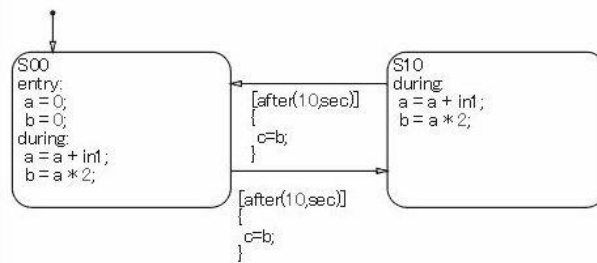 S00
entry:
a = 0;
b = 0;
during:
a = a + in1;
b = a * 2;
[after(10,sec)]
{
c=b;
}
S10
during:
a = a + in1;
b = a * 2;
[after(10,sec)]
{
c=b;
}